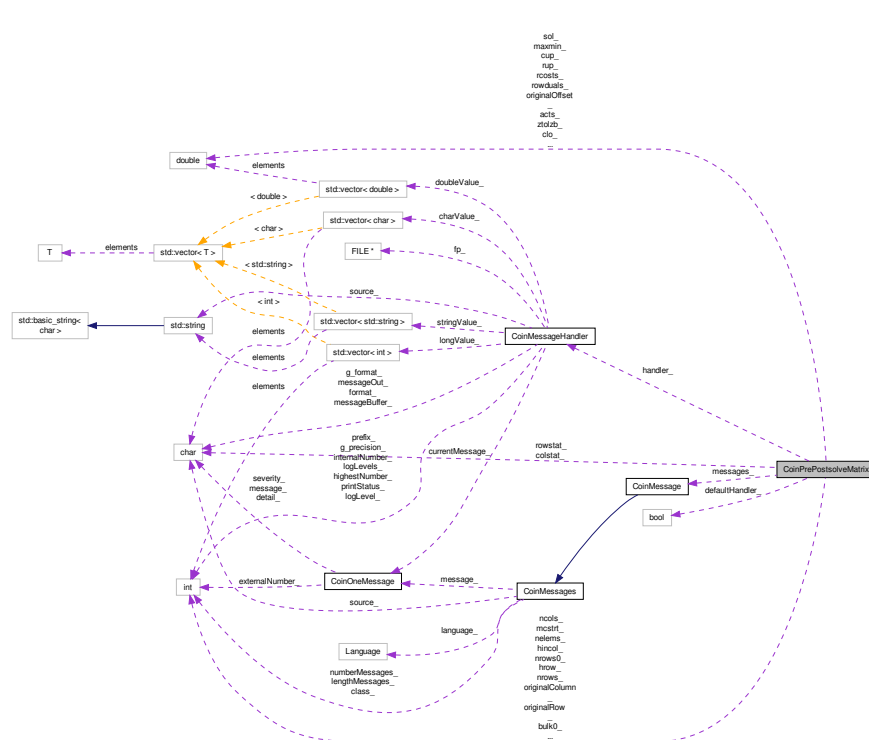 sol_
maxmin_
cup_
rup_
rcosts_
rowduals_
originalOffset
_
acts_
ztolzb_
clo_
...
double
elements
std::vector< double >
doubleValue_
< double >
std::vector< char >
charValue_
< char >
T
elements
std::vector< T >
FILE *
fp_
< std::string >
source_
< int >
std::basic_string<
char >
std::string
std::vector< std::string >
stringValue_
CoinMessageHandler
elements
longValue_
std::vector< int >
elements
elements
g_format_
messageOut_
format_
messageBuffer_
handler_
char
prefix_
g_precision_
internalNumber_
logLevels_
highestNumber_
printStatus_
logLevel_
currentMessage_
rowstat_
colstat_
CoinPrePostsolveMatrix
messages_
CoinMessage
defaultHandler_
bool
severity_
message_
detail_
int
externalNumber_
CoinOneMessage
message_
CoinMessages
source_
language_
Language
numberMessages_
lengthMessages_
class_
ncols_
mcstrt_
nelems_
hincol_
nrows0_
hrow_
nrows_
originalColumn
_
originalRow
_
bulk0_
...